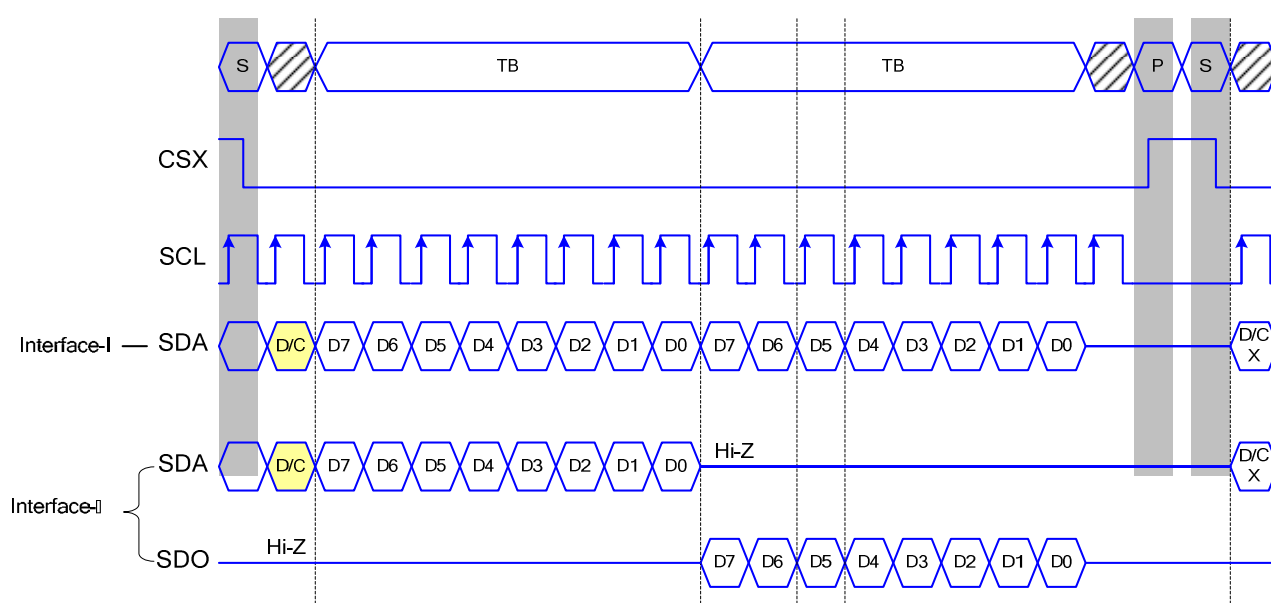 S TB TB P S
CSX
SCL
Interface-I SDA D/C D7 D6 D5 D4 D3 D2 D1 D0 D7 D6 D5 D4 D3 D2 D1 D0 D/C
X
SDA D/C D7 D6 D5 D4 D3 D2 D1 D0 Hi-Z D/C
X
Interface-▯
SDO Hi-Z D7 D6 D5 D4 D3 D2 D1 D0